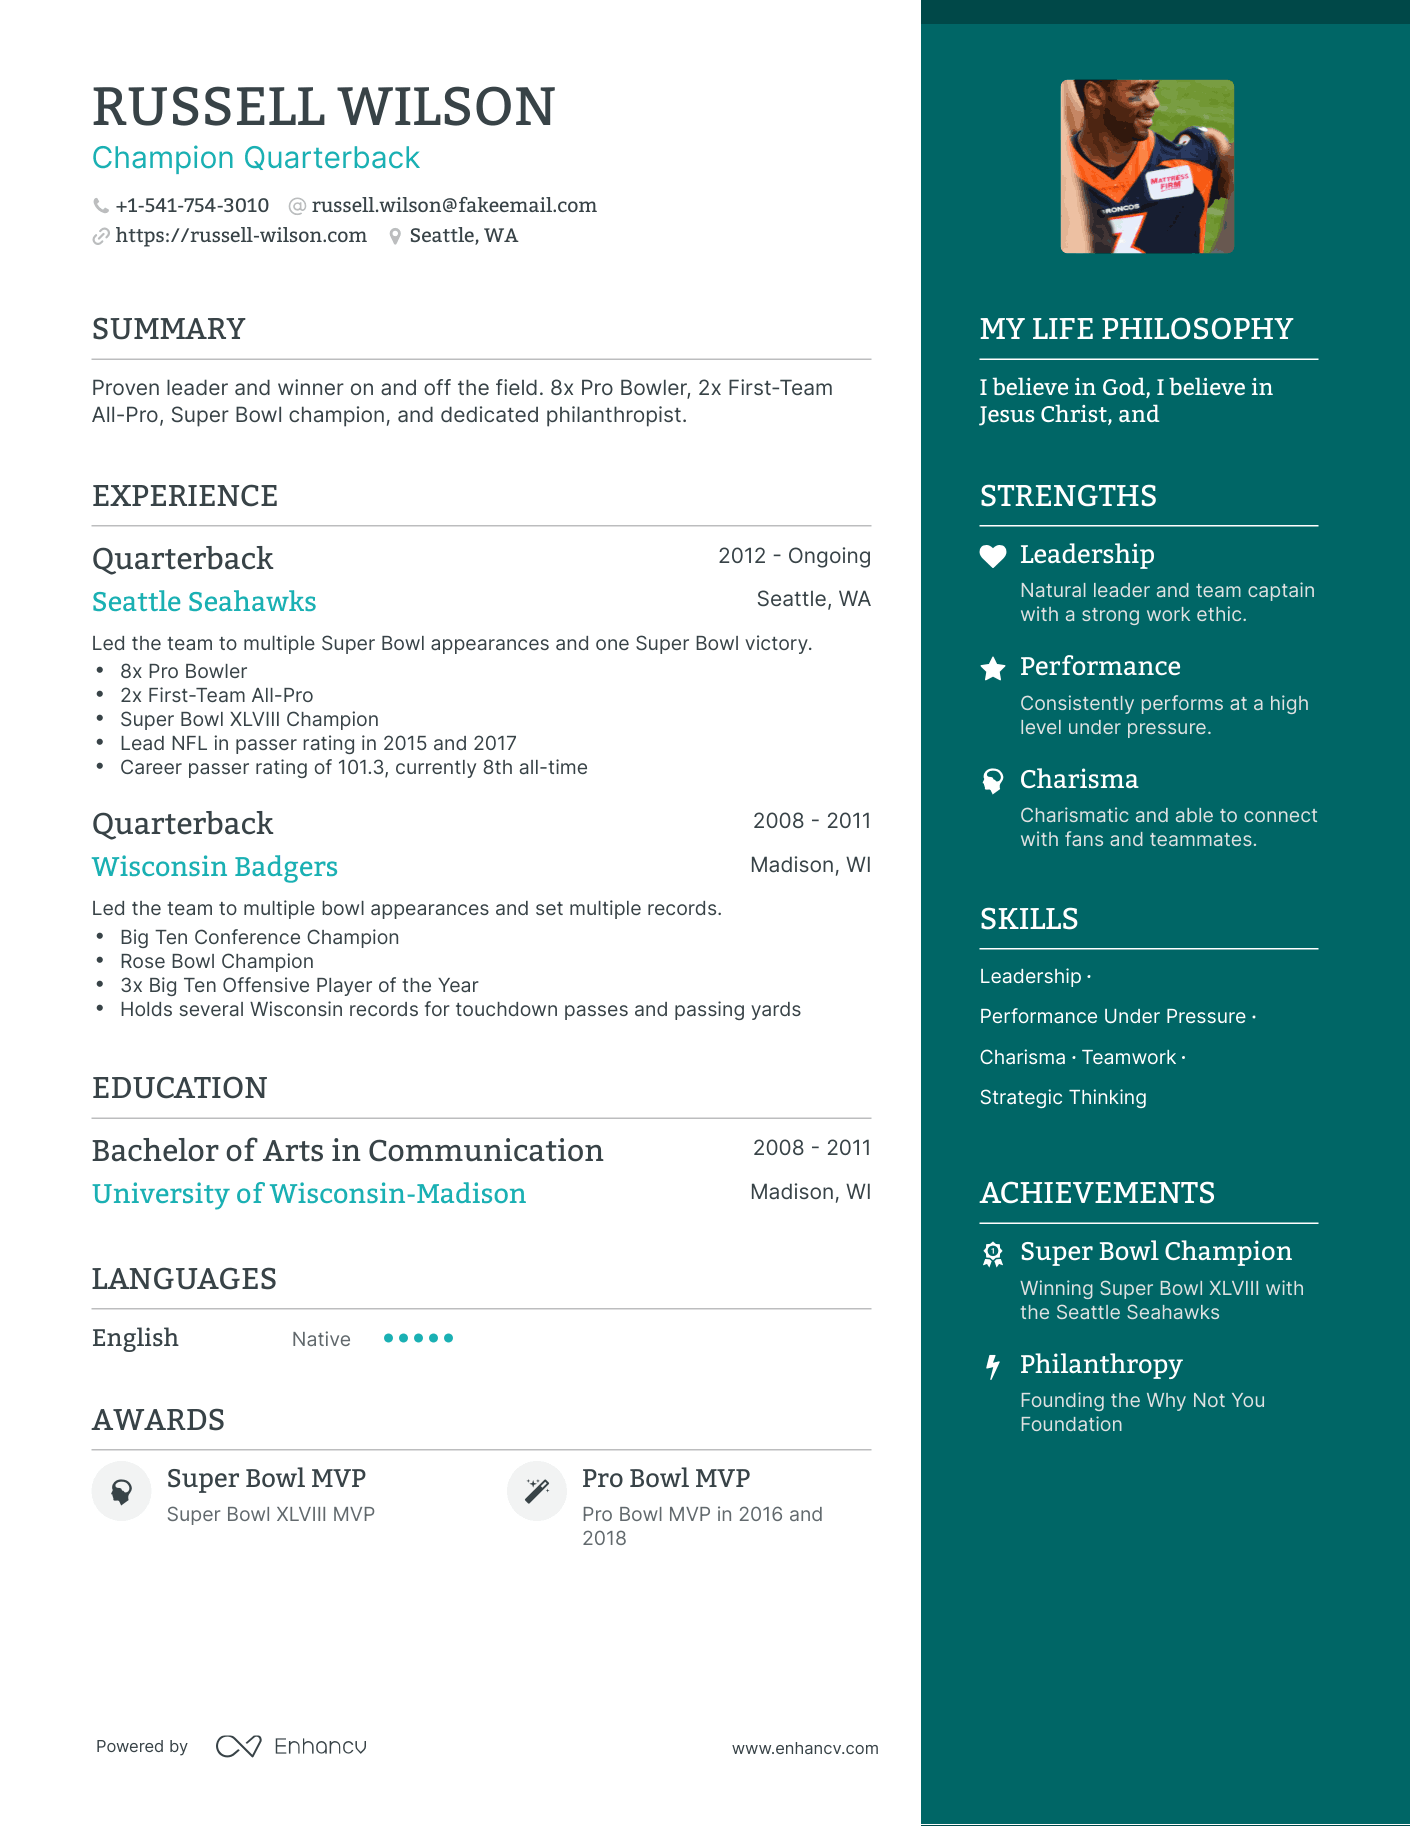 RUSSELL WILSON
Champion Quarterback
+1-541-754-3010 @ russell.wilson@fakeemail.com
https://russell-wilson.com Seattle, WA
SUMMARY
Proven leader and winner on and off the field. 8x Pro Bowler, 2x First-Team
All-Pro, Super Bowl champion, and dedicated philanthropist.
EXPERIENCE
Quarterback 2012 - Ongoing
Seattle Seahawks Seattle, WA
Led the team to multiple Super Bowl appearances and one Super Bowl victory.
• 8x Pro Bowler
• 2x First-Team All-Pro
• Super Bowl XLVIII Champion
• Lead NFL in passer rating in 2015 and 2017
• Career passer rating of 101.3, currently 8th all-time
Quarterback 2008 - 2011
Wisconsin Badgers Madison, WI
Led the team to multiple bowl appearances and set multiple records.
• Big Ten Conference Champion
• Rose Bowl Champion
• 3x Big Ten Offensive Player of the Year
• Holds several Wisconsin records for touchdown passes and passing yards
EDUCATION
Bachelor of Arts in Communication 2008 - 2011
University of Wisconsin-Madison Madison, WI
LANGUAGES
English Native
AWARDS
Super Bowl MVP
Super Bowl XLVIII MVP
Pro Bowl MVP
Pro Bowl MVP in 2016 and
2018
Powered by Enhancv www.enhancv.com
MATTRESS
FIRM
BRONCOS
3
MY LIFE PHILOSOPHY
I believe in God, I believe in
Jesus Christ, and
STRENGTHS
Leadership
Natural leader and team captain
with a strong work ethic.
Performance
Consistently performs at a high
level under pressure.
Charisma
Charismatic and able to connect
with fans and teammates.
SKILLS
Leadership ·
Performance Under Pressure ·
Charisma · Teamwork ·
Strategic Thinking
ACHIEVEMENTS
Super Bowl Champion
Winning Super Bowl XLVIII with
the Seattle Seahawks
Philanthropy
Founding the Why Not You
Foundation